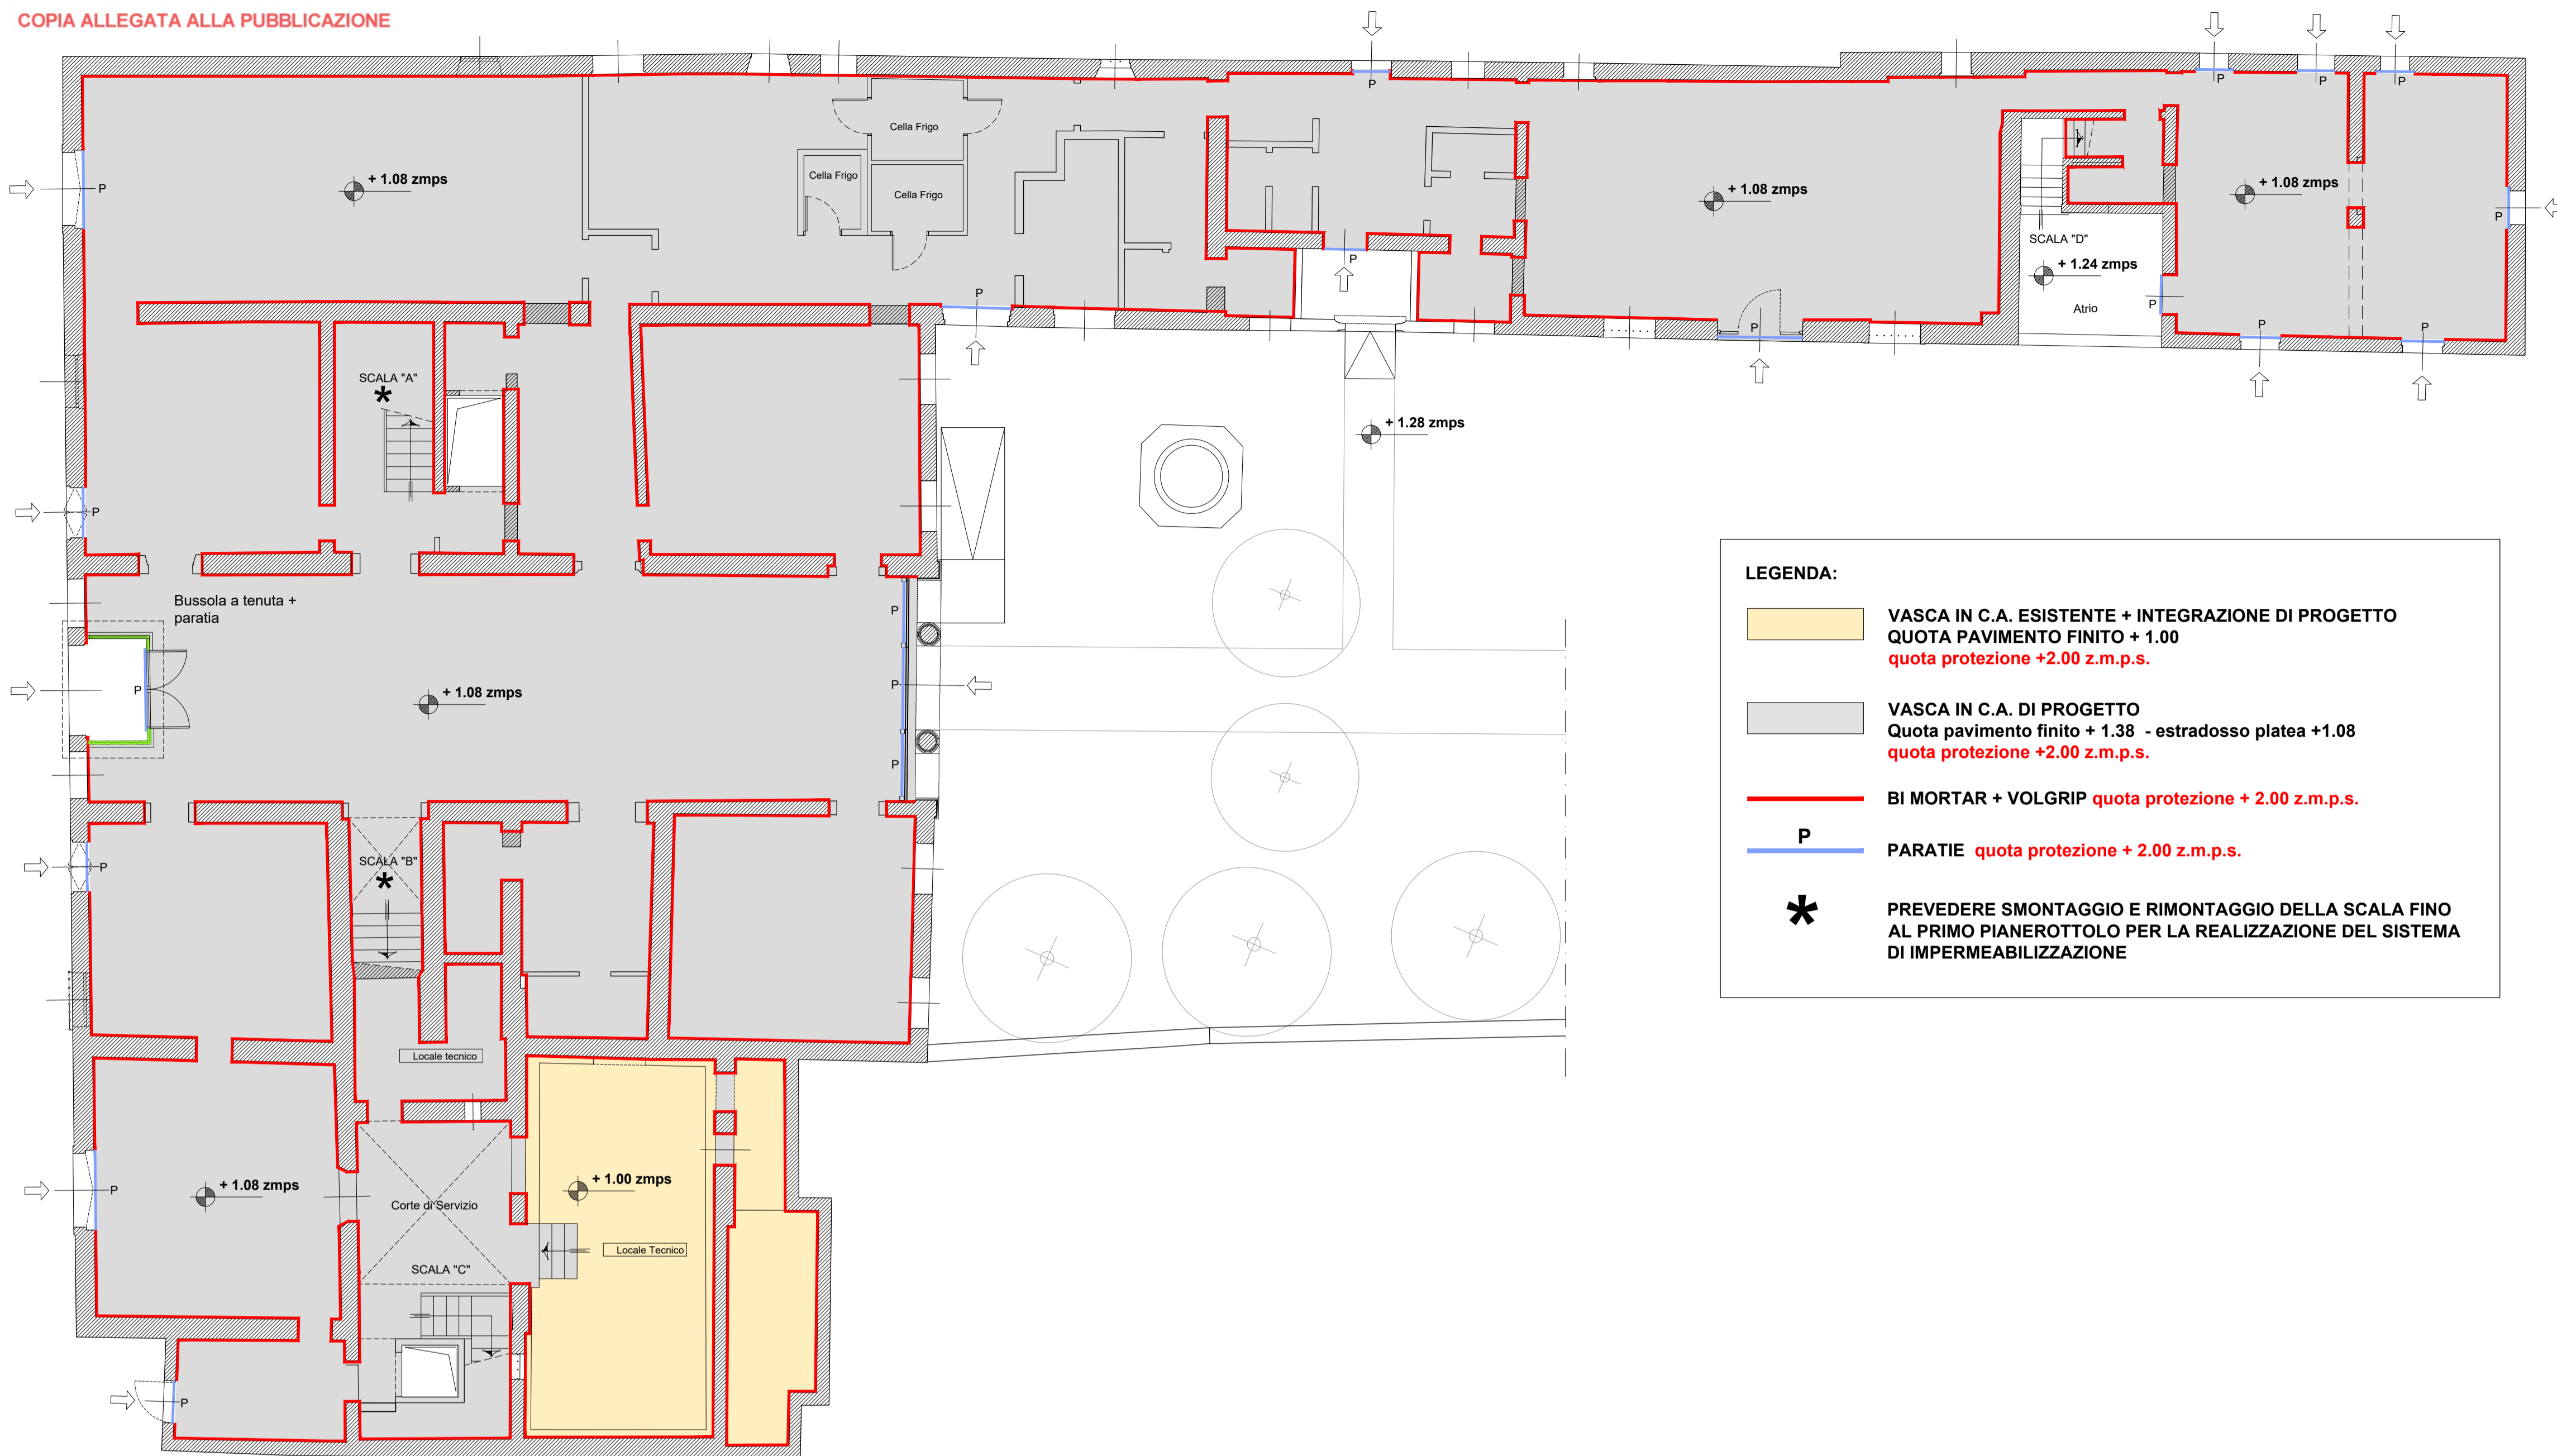 COPIA ALLEGATA ALLA PUBBLICAZIONE
P
P
P
P
Cella Frigo
Cella Frigo
Cella Frigo
+ 1.08 zmps
P
+ 1.08 zmps
+ 1.08 zmps
P
SCALA "D"
+ 1.24 zmps
Atrio
P
P
P
P
P
P
SCALA "A"
+ 1.28 zmps
P
Bussola a tenuta +
paratia
P
P
P
P
+ 1.08 zmps
SCALA "B"
P
Locale tecnico
+ 1.08 zmps
P
Corte di Servizio
+ 1.00 zmps
Locale Tecnico
SCALA "C"
P
LEGENDA:
VASCA IN C.A. ESISTENTE + INTEGRAZIONE DI PROGETTO
QUOTA PAVIMENTO FINITO + 1.00
quota protezione +2.00 z.m.p.s.
VASCA IN C.A. DI PROGETTO
Quota pavimento finito + 1.38 - estradosso platea +1.08
quota protezione +2.00 z.m.p.s.
BI MORTAR + VOLGRIP quota protezione + 2.00 z.m.p.s.
P
PARATIE quota protezione + 2.00 z.m.p.s.
* PREVEDERE SMONTAGGIO E RIMONTAGGIO DELLA SCALA FINO
AL PRIMO PIANEROTTOLO PER LA REALIZZAZIONE DEL SISTEMA
DI IMPERMEABILIZZAZIONE